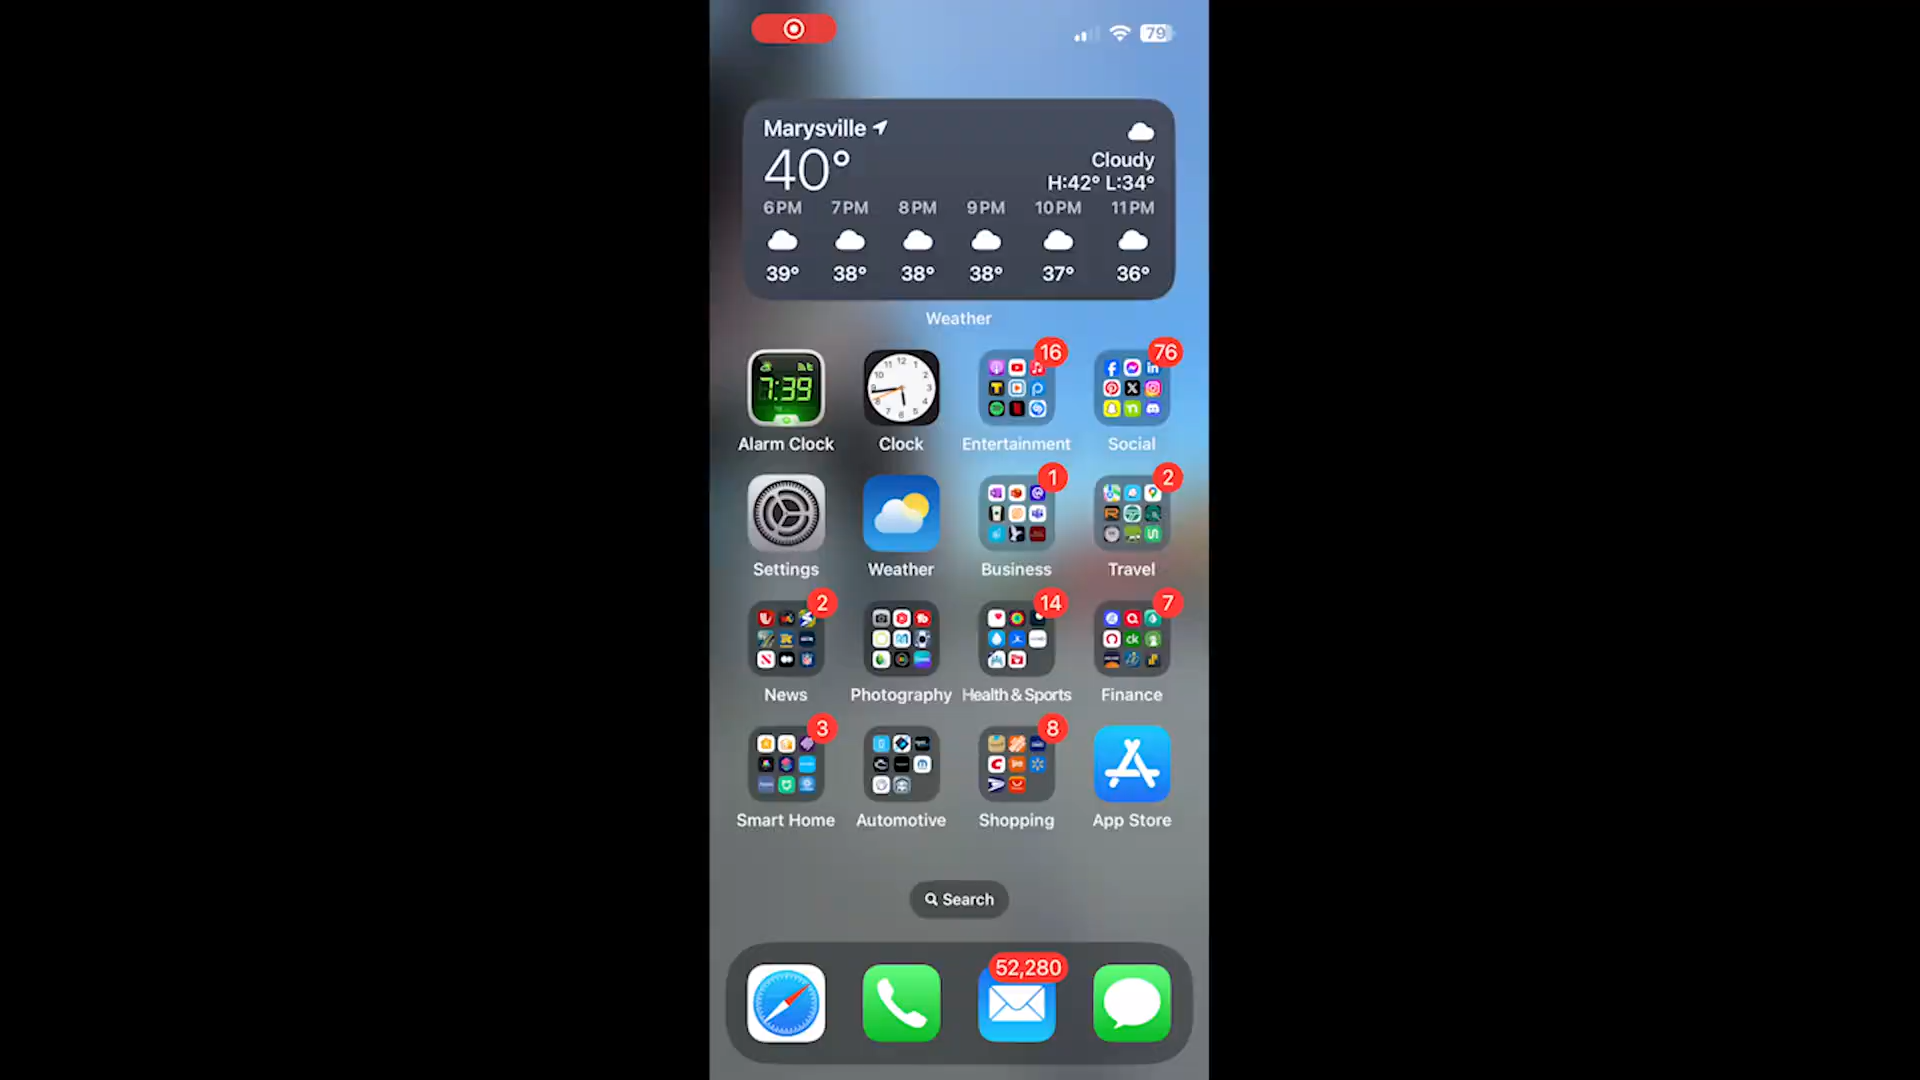 79
Marysville
40°
Cloudy
H:42° L:34°
6PM 7PM 8PM 9PM 10PM 11PM
39° 38° 38° 38° 37° 36°
Weather
16 76
7:39
Alarm Clock Clock Entertainment Social
1 2
Settings Weather Business Travel
2 14 7
News Photography Health & Sports Finance
3 8
Smart Home Automotive Shopping App Store
Search
52,280